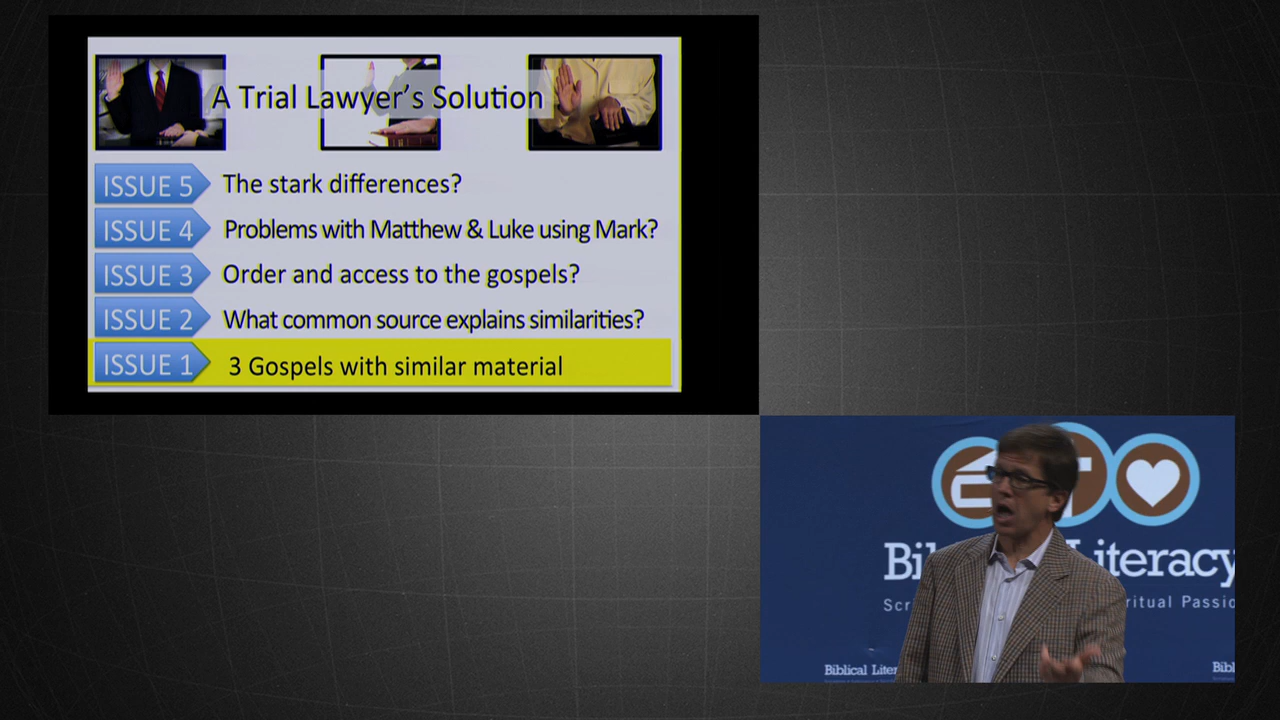 A Trial Lawyer's Solution
ISSUE 5 The stark differences?
ISSUE 4 Problems with Matthew & Luke using Mark?
ISSUE 3 Order and access to the gospels?
ISSUE 2 What common source explains similarities?
ISSUE 1 3 Gospels with similar material
Literacy
Biblical